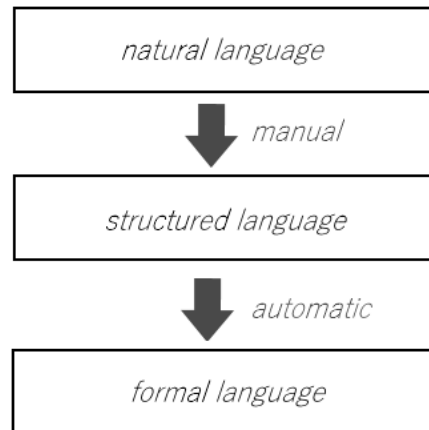 natural language
manual
structured language
automatic
formal language